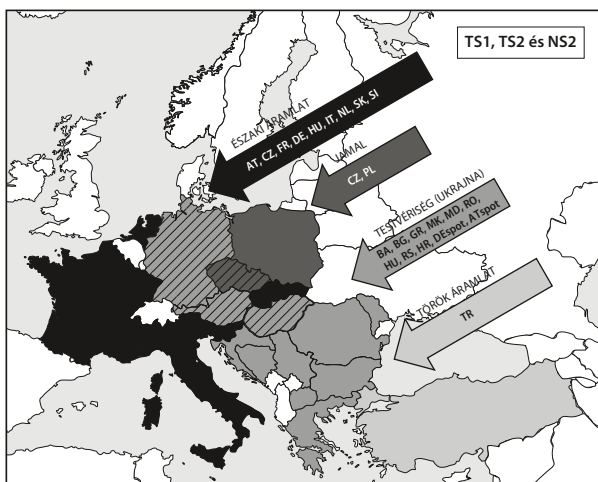 TS1, TS2 és NS2
ÉSZAKI ÁRAMLAT
AT, CZ, FR, DE, HU, IT, NL, SK, SI
JAMAL
CZ, PL
TESTVÉRISÉG (UKRAJNA)
BA, BG, GR, MK, MD, RO,
HU, RS, HR, DEspot, ATspot
TÖRÖK ÁRAMLAT
TR